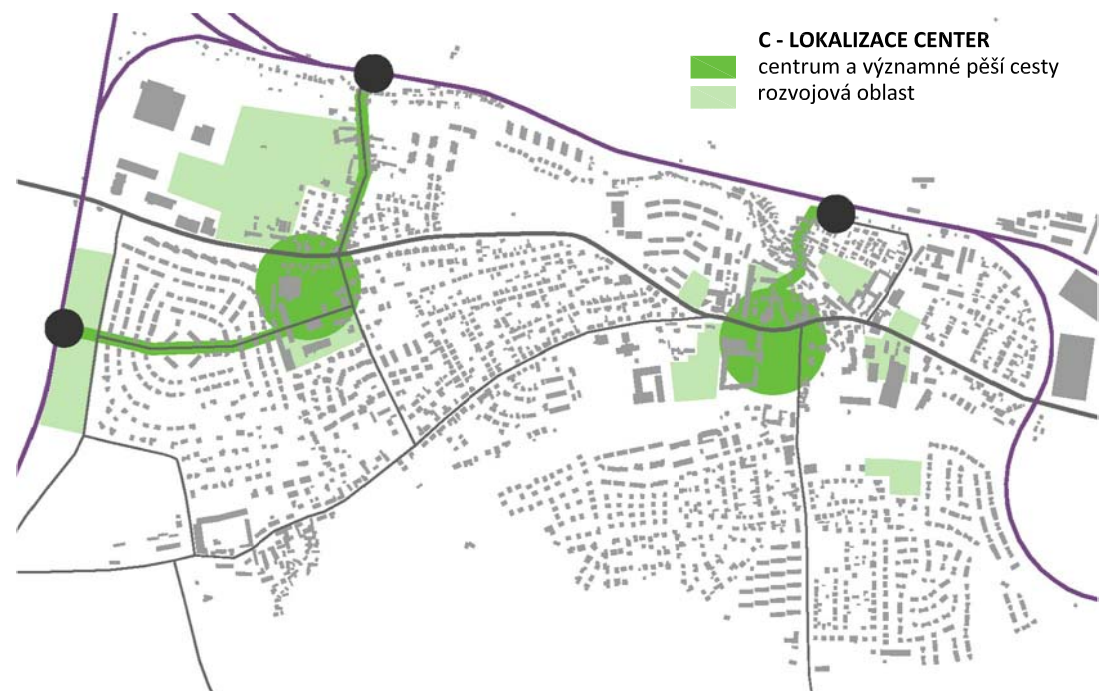 C - LOKALIZACE CENTER
centrum a významné pěší cesty
rozvojová oblast